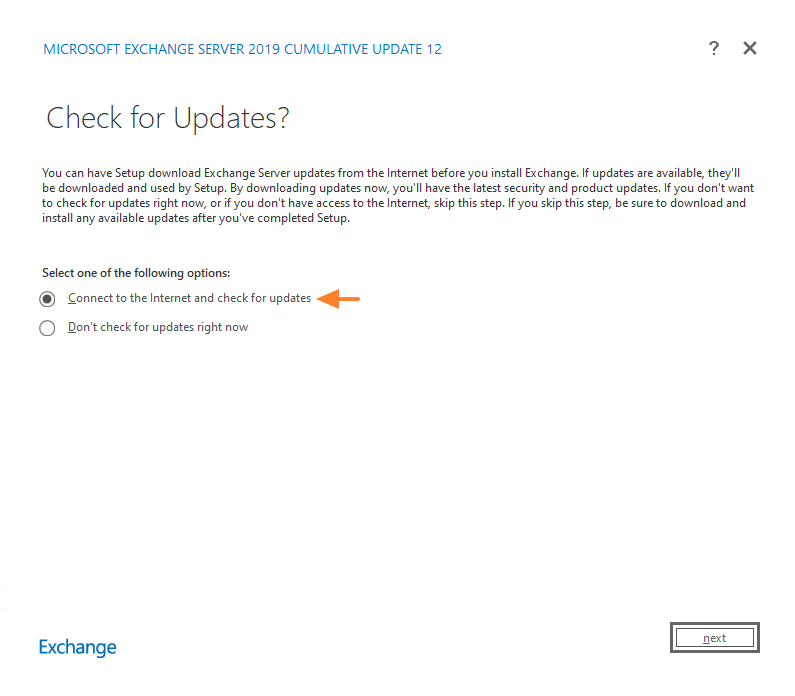 MICROSOFT EXCHANGE SERVER 2019 CUMULATIVE UPDATE 12
?
Check for Updates?
You can have Setup download Exchange Server updates from the Internet before you install Exchange. If updates are available, they'll
be downloaded and used by Setup. By downloading updates now, you'll have the latest security and product updates. If you don't want
to check for updates right now, or if you don't have access to the Internet, skip this step. If you skip this step, be sure to download and
install any available updates after you've completed Setup.
Select one of the following options:
Connect to the Internet and check for updates
Don't check for updates right now
Exchange
next